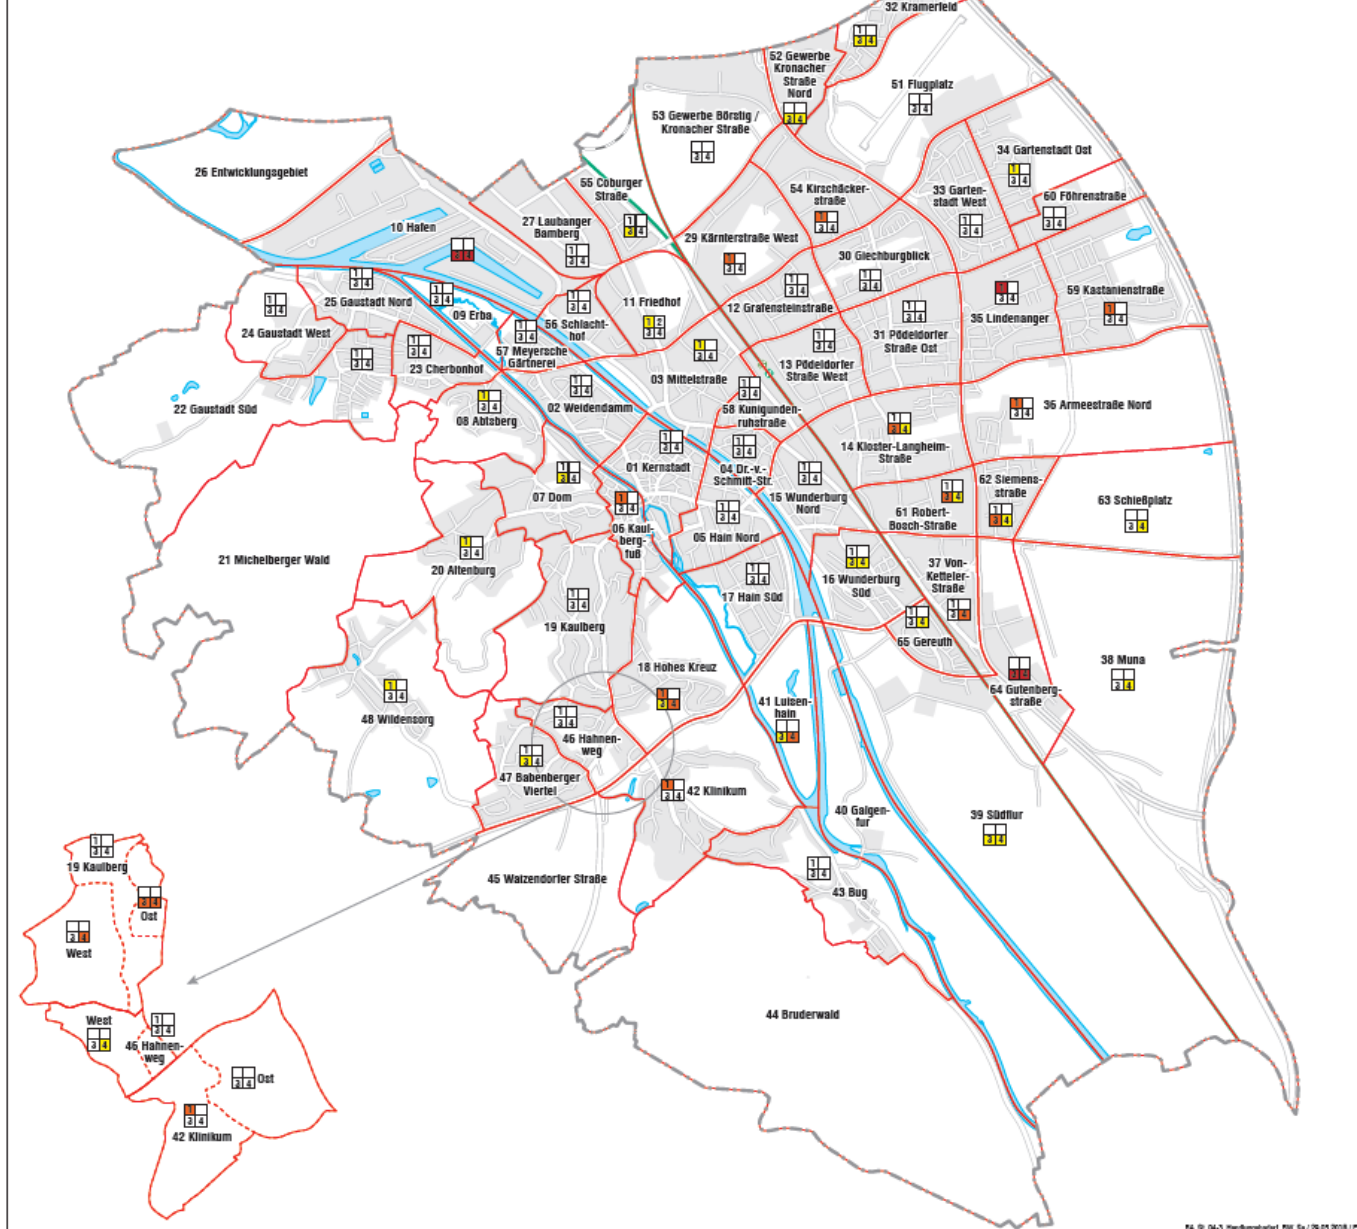 32 Kramerfeld
52 Gewerbe
Kronacher
Straße
Nord
51 Flugplatz
53 Gewerbe Börstig /
Kronacher Straße
34 Gartenstadt Ost
26 Entwicklungsgebiet
55 Coburger
Straße
54 Kirschäcker-
straße
33 Garten-
stadt West
60 Föhrenstraße
10 Hafen
27 Laubanger
Bamberg
29 Kärnterstraße West
30 Giechburgblick
25 Gaustadt Nord
09 Erba
11 Friedhof
12 Grafensteinstraße
59 Kastanienstraße
24 Gaustadt West
56 Schlacht-
hof
35 Lindenanger
31 Pödeldorfer
Straße Ost
57 Meyersche
Gärtnerei
23 Cherbonhof
03 Mittelstraße
13 Pödeldorfer
Straße West
22 Gaustadt Süd
08 Abtsberg
02 Weidendamm
58 Kunigunden-
ruhstraße
36 Armeestraße Nord
14 Kloster-Langheim-
Straße
01 Kernstadt
04 Dr.-v.-
Schmitt-Str.
07 Dom
15 Wunderburg
Nord
62 Siemens-
straße
63 Schießplatz
61 Robert-
Bosch-Straße
06 Kaul-
berg-
fuß
05 Hain Nord
21 Michelberger Wald
20 Altenburg
16 Wunderburg
Süd
37 Von-
Ketteler-
Straße
17 Hain Süd
19 Kaulberg
65 Gereuth
18 Hohes Kreuz
38 Muna
64 Gutenberg-
straße
48 Wildensorg
41 Luisen-
hain
46 Hahnen-
weg
47 Babenberger
Viertel
42 Klinikum
40 Galgen-
fur
39 Südflur
45 Waizendorfer Straße
43 Bug
44 Bruderwald
19 Kaulberg
Ost
West
West
46 Hahnen-
weg
Ost
42 Klinikum